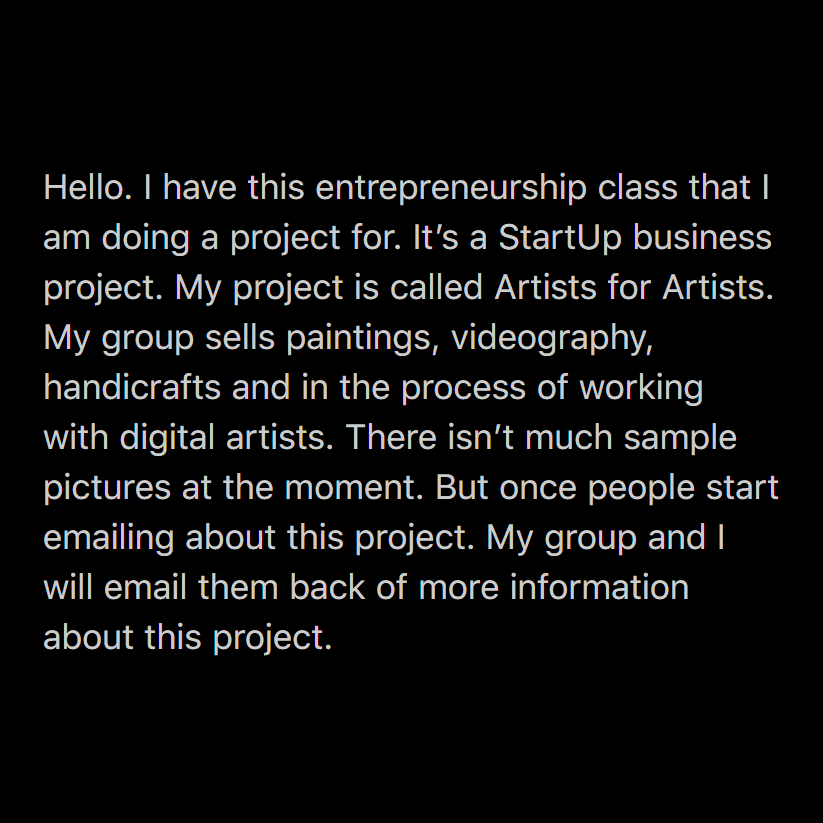 Hello. I have this entrepreneurship class that I
am doing a project for. It’s a StartUp business
project. My project is called Artists for Artists.
My group sells paintings, videography,
handicrafts and in the process of working
with digital artists. There isn’t much sample
pictures at the moment. But once people start
emailing about this project. My group and I
will email them back of more information
about this project.